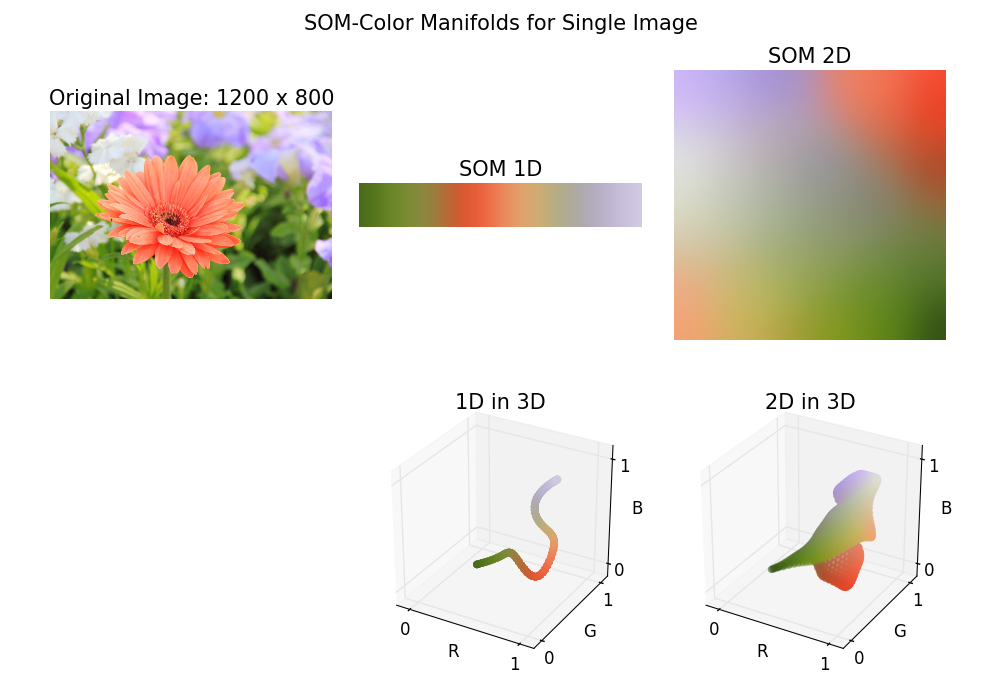 SOM-Color Manifolds for Single Image
Original Image: 1200 x 800
SOM 1D
SOM 2D
1D in 3D
1
B
0
1
G
0
R
0
1
2D in 3D
1
B
0
1
G
0
R
0
1